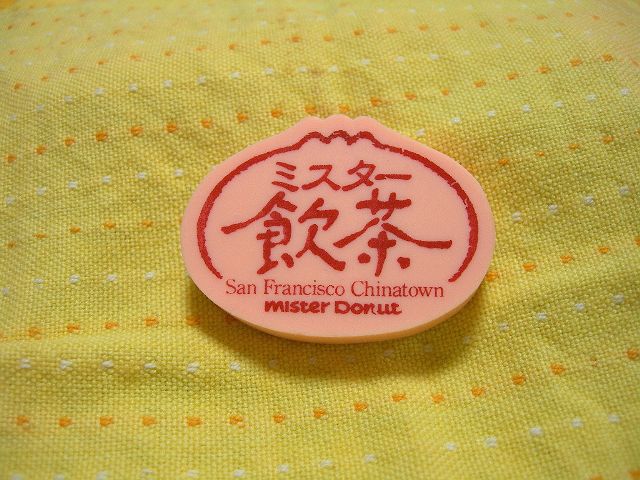 ミスター
飲茶
San Francisco Chinatown
mister Donut